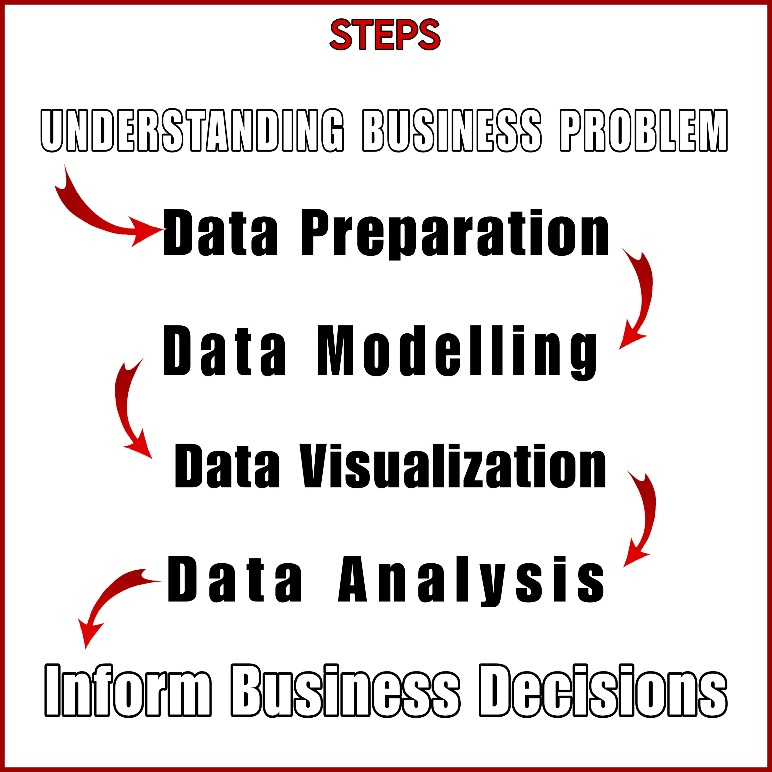 STEPS
UNDERSTANDING BUSINESS PROBLEM
Data Preparation
Data Modelling
Data Visualization
Data Analysis
Inform Business Decisions